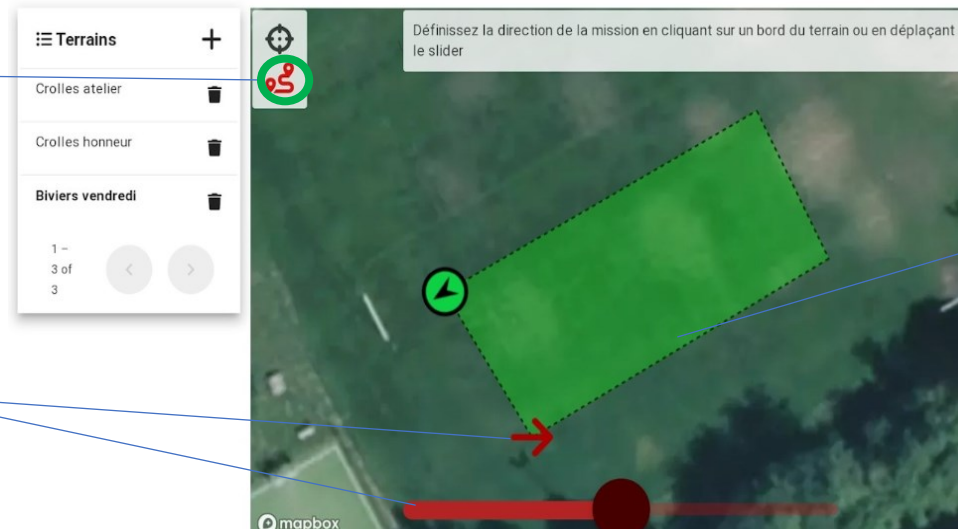 Terrains
Crolles atelier
Crolles honneur
Biviers vendredi
1 –
3 of
3
Définissez la direction de la mission en cliquant sur un bord du terrain ou en déplaçant
le slider
mapbox